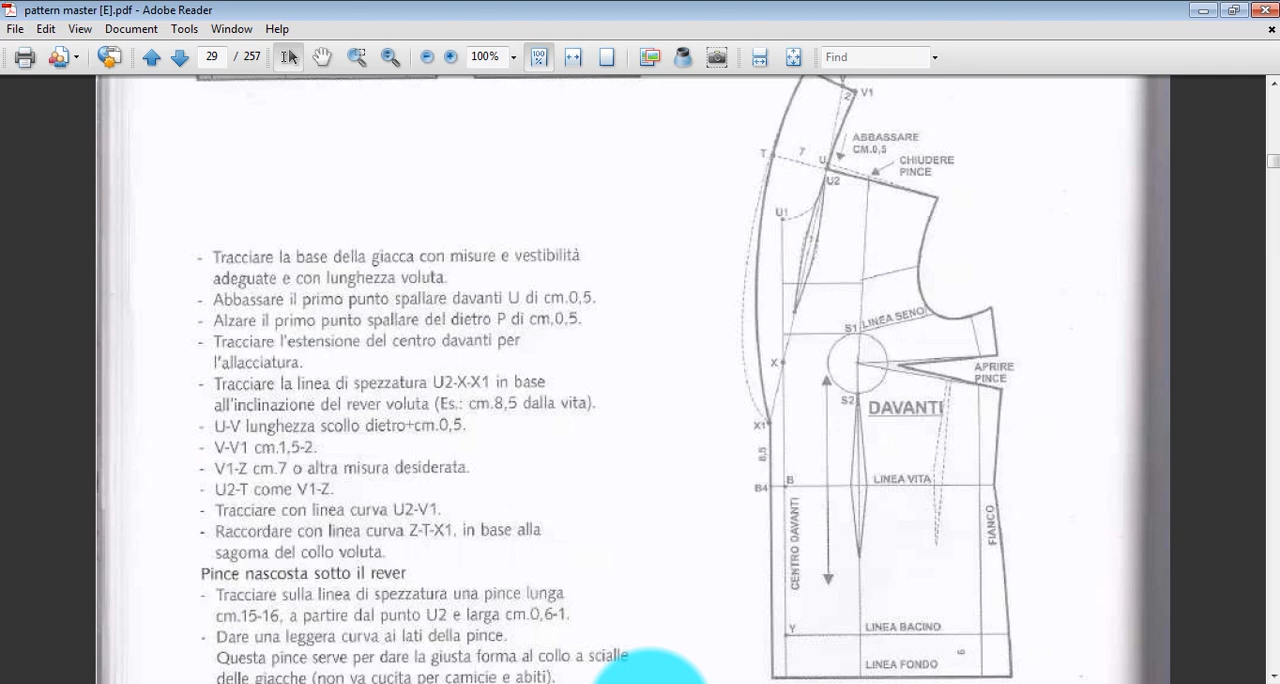 pattern master [E].pdf - Adobe Reader
File Edit View Document Tools Window Help
29 / 257 100% Find
V
2 V1
ABBASSARE
CM.0,5
T 7 U
CHIUDERE
PINCE
U2
U1
1
- Tracciare la base della giacca con misure e vestibilità
adeguate e con lunghezza voluta.
- Abbassare il primo punto spallare davanti U di cm.0,5.
- Alzare il primo punto spallare del dietro P di cm.0,5.
- Tracciare l'estensione del centro davanti per
l'allacciatura.
- Tracciare la linea di spezzatura U2-X-X1 in base
all'inclinazione del rever voluta (Es.: cm.8,5 dalla vita).
- U-V lunghezza scollo dietro+cm.0,5.
- V-V1 cm.1,5-2.
- V1-Z cm.7 o altra misura desiderata.
- U2-T come V1-Z.
- Tracciare con linea curva U2-V1.
- Raccordare con linea curva Z-T-X1, in base alla
sagoma del collo voluta.
Pince nascosta sotto il rever
- Tracciare sulla linea di spezzatura una pince lunga
cm.15-16, a partire dal punto U2 e larga cm.0,6-1.
- Dare una leggera curva ai lati della pince.
Questa pince serve per dare la giusta forma al collo a scialle
delle giacche (non va cucita per camicie e abiti).
S1 LINEA SENO
X
APRIRE
PINCE
S2
DAVANTI
X1
8,5
B4 B
LINEA VITA
CENTRO DAVANTI
FIANCO
Y
LINEA BACINO
6
LINEA FONDO